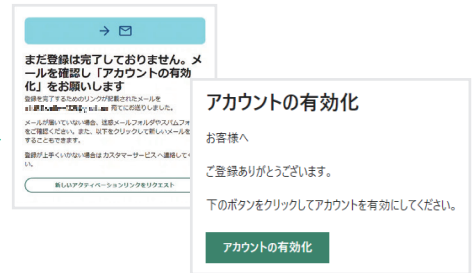 まだ登録は完了しておりません。メ
ールを確認し「アカウントの有効
化」をお願いします
登録を完了するためのリンクが記載されたメールを
宛てにお送りしました。
メールが届いていない場合は、迷惑メールフォルダやスパムフォ
をご確認ください。また、以下をクリックして新しいメールを
することもできます。
登録が上手くいかない場合は カスタマーサービス へ連絡して
い。
新しいアクティベーションリンクをリクエスト
アカウントの有効化
お客様へ
ご登録ありがとうございます。
下のボタンをクリックしてアカウントを有効にしてください。
アカウントの有効化